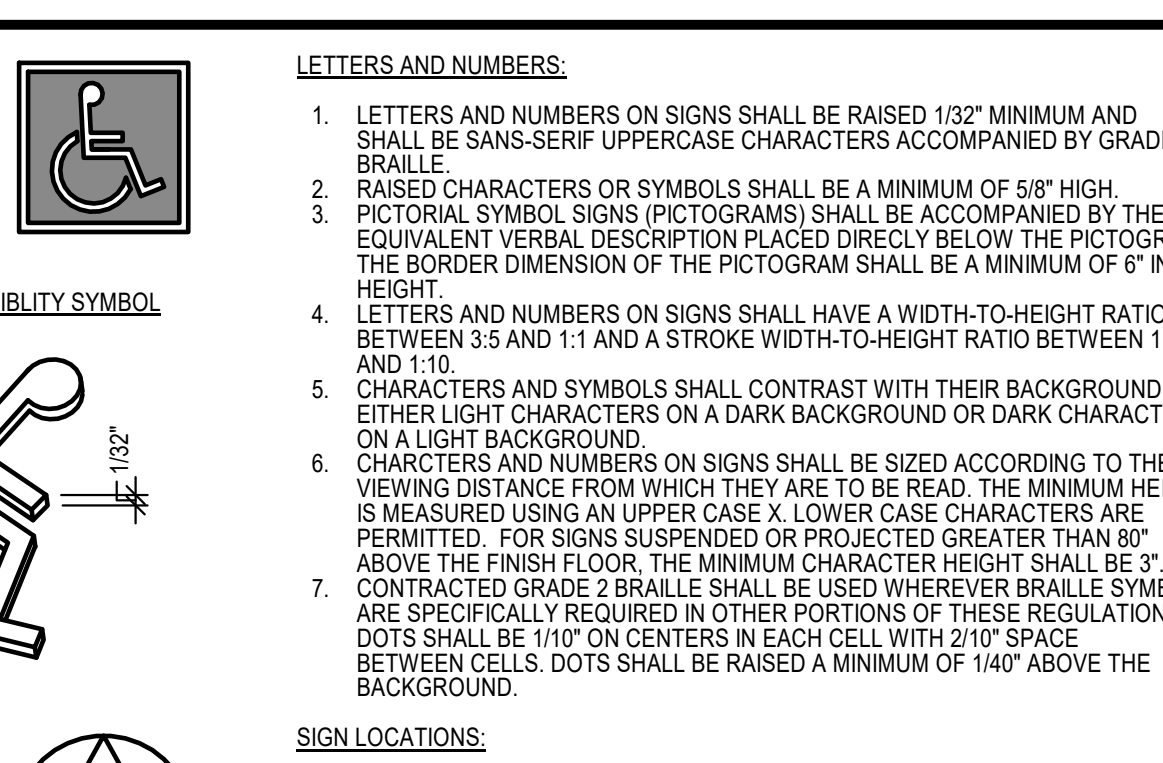 LETTERS AND NUMBERS:
1. LETTERS AND NUMBERS ON SIGNS SHALL BE RAISED 1/32" MINIMUM AND
SHALL BE SANS-SERIF UPPERCASE CHARACTERS ACCOMPANIED BY
BRAILLE.
2. RAISED CHARACTERS OR SYMBOLS SHALL BE A MINIMUM OF 5/8" HIGH.
3. PICTORIAL SYMBOL SIGNS (PICTOGRAMS) SHALL BE ACCOMPANIED BY THE
EQUIVALENT VERBAL DESCRIPTION PLACED DIRECLY BELOW THE
THE BORDER DIMENSION OF THE PICTOGRAM SHALL BE A MINIMUM OF 6" IN
HEIGHT.
4. LETTERS AND NUMBERS ON SIGNS SHALL HAVE A WIDTH-TO-HEIGHT RATIO
BETWEEN 3:5 AND 1:1 AND A STROKE WIDTH-TO-HEIGHT RATIO BETWEEN
AND 1:10.
5. CHARACTERS AND SYMBOLS SHALL CONTRAST WITH THEIR BACKGROUND
EITHER LIGHT CHARACTERS ON A DARK BACKGROUND OR DARK
ON A LIGHT BACKGROUND.
6. CHARCTERS AND NUMBERS ON SIGNS SHALL BE SIZED ACCORDING TO THE
VIEWING DISTANCE FROM WHICH THEY ARE TO BE READ. THE MINIMUM
IS MEASURED USING AN UPPER CASE X. LOWER CASE CHARACTERS ARE
PERMITTED. FOR SIGNS SUSPENDED OR PROJECTED GREATER THAN 80"
ABOVE THE FINISH FLOOR, THE MINIMUM CHARACTER HEIGHT SHALL BE 3".
7. CONTRACTED GRADE 2 BRAILLE SHALL BE USED WHEREVER BRAILLE
ARE SPECIFICALLY REQUIRED IN OTHER PORTIONS OF THESE
DOTS SHALL BE 1/10" ON CENTERS IN EACH CELL WITH 2/10" SPACE
BETWEEN CELLS. DOTS SHALL BE RAISED A MINIMUM OF 1/40" ABOVE THE
BACKGROUND.
SIGN LOCATIONS:
SYMBOL
1/32"